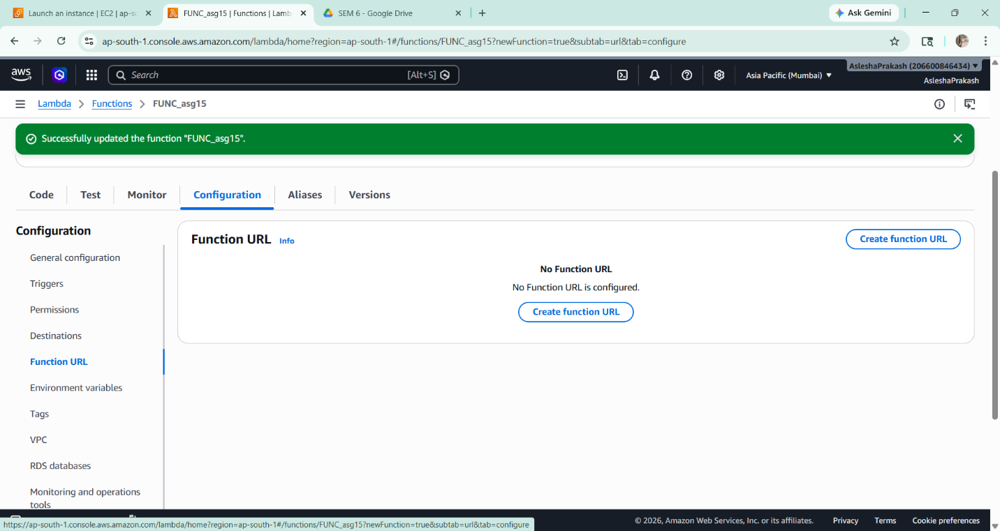 Launch an instance | EC2 | ap-so
FUNC_asg15 | Functions | Lamb
SEM 6 - Google Drive
Ask Gemini
ap-south-1.console.aws.amazon.com/lambda/home?region=ap-south-1#/functions/FUNC_asg15?newFunction=true&subtab=url&tab=configure
aws
Search
[Alt+S]
Asia Pacific (Mumbai)
AsleshaPrakash (206600846434)
AsleshaPrakash
Lambda
Functions
FUNC_asg15
Successfully updated the function "FUNC_asg15".
Code
Test
Monitor
Configuration
Aliases
Versions
Configuration
General configuration
Triggers
Permissions
Destinations
Function URL
Environment variables
Tags
VPC
RDS databases
Monitoring and operations
tools
Function URL Info
Create function URL
No Function URL
No Function URL is configured.
Create function URL
https://ap-south-1.console.aws.amazon.com/lambda/home?region=ap-south-1#/functions/FUNC_asg15?newFunction=true&subtab=url&tab=configure
© 2026, Amazon Web Services, Inc. or its affiliates.
Privacy
Terms
Cookie preferences